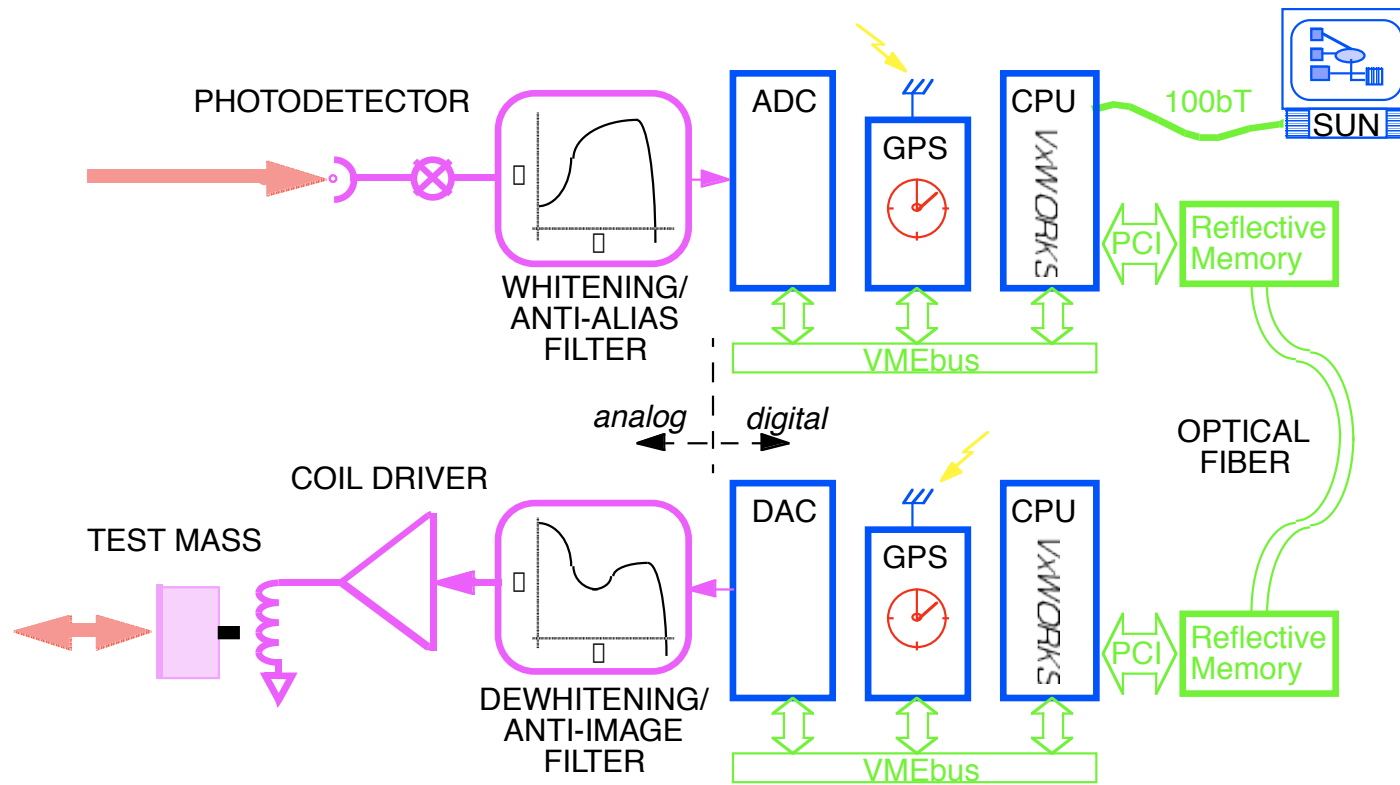 PHOTODETECTOR
ADC
GPS
CPU
VxWORKS
100bT
SUN
PCI
Reflective
Memory
WHITENING/
ANTI-ALIAS
FILTER
VMEbus
analog
digital
OPTICAL
FIBER
COIL DRIVER
TEST MASS
DAC
GPS
CPU
VxWORKS
PCI
Reflective
Memory
DEWHITENING/
ANTI-IMAGE
FILTER
VMEbus